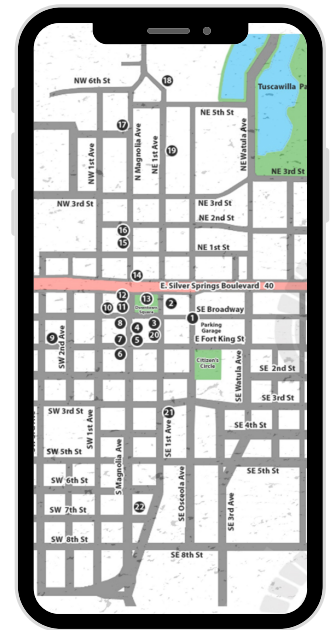 18
NW 6th St
Tuscawilla Pa
NE 5th St
17
NW 1st Ave
N Magnolia Ave
NE 1st Ave
NE Watula Ave
19
NE 3rd St
NW 3rd St
NE 3rd St
NE 2nd St
16
15
NE 1st St
14
E. Silver Springs Boulevard 40
12
13
10
11
2
SE Broadway
1
8
4
3
Parking
Garage
9
SW 2nd Ave
7
5
20
E Fort King St
6
Citizen's
Circle
SE Watula Ave
SE 2nd St
SE 3rd St
SW 3rd St
SW 1st Ave
21
SE 1st Ave
SE 4th St
SW 5th St
S Magnolia Ave
SE 5th St
SW 6th St
SE Osceola Ave
SE 3rd Ave
22
SW 7th St
SW 8th St
SE 8th St